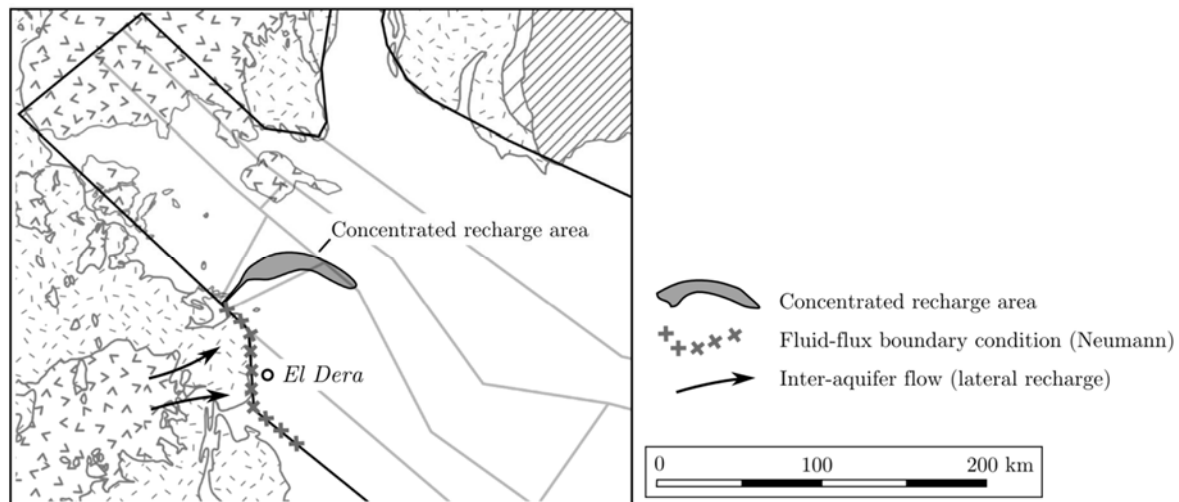 Concentrated recharge area
El Dera
Concentrated recharge area
Fluid-flux boundary condition (Neumann)
Inter-aquifer flow (lateral recharge)
0 100 200 km